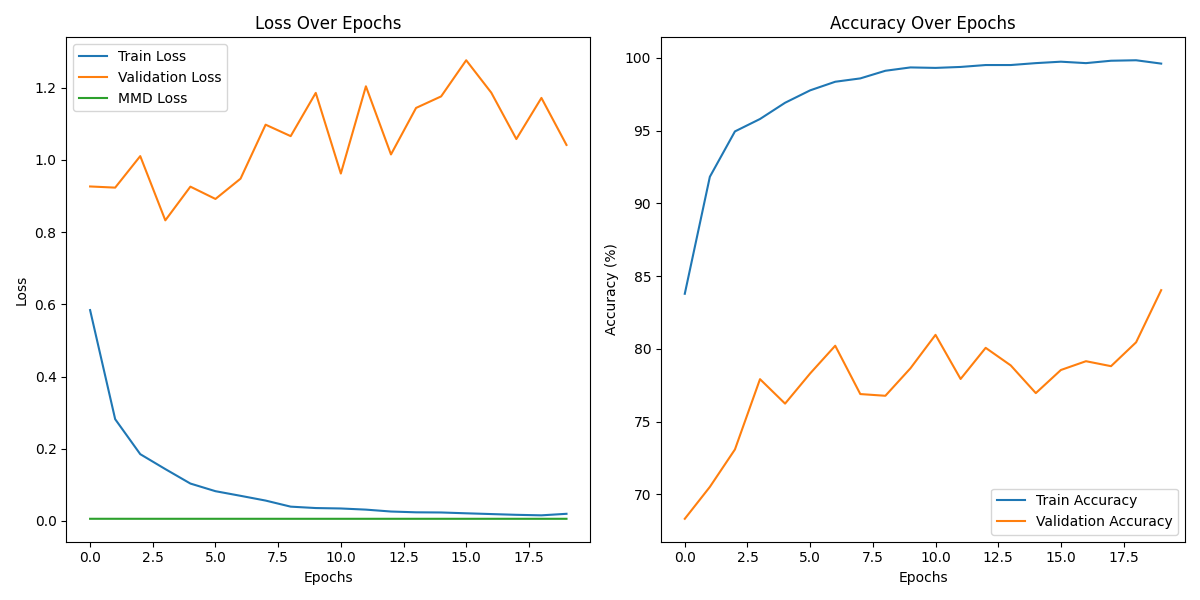 Loss Over Epochs
Train Loss
Validation Loss
MMD Loss
1.2
1.0
0.8
0.6
0.4
0.2
0.0
Loss
0.0 2.5 5.0 7.5 10.0 12.5 15.0 17.5
Epochs
Accuracy Over Epochs
100
95
90
85
80
75
70
Accuracy (%)
Train Accuracy
Validation Accuracy
0.0 2.5 5.0 7.5 10.0 12.5 15.0 17.5
Epochs